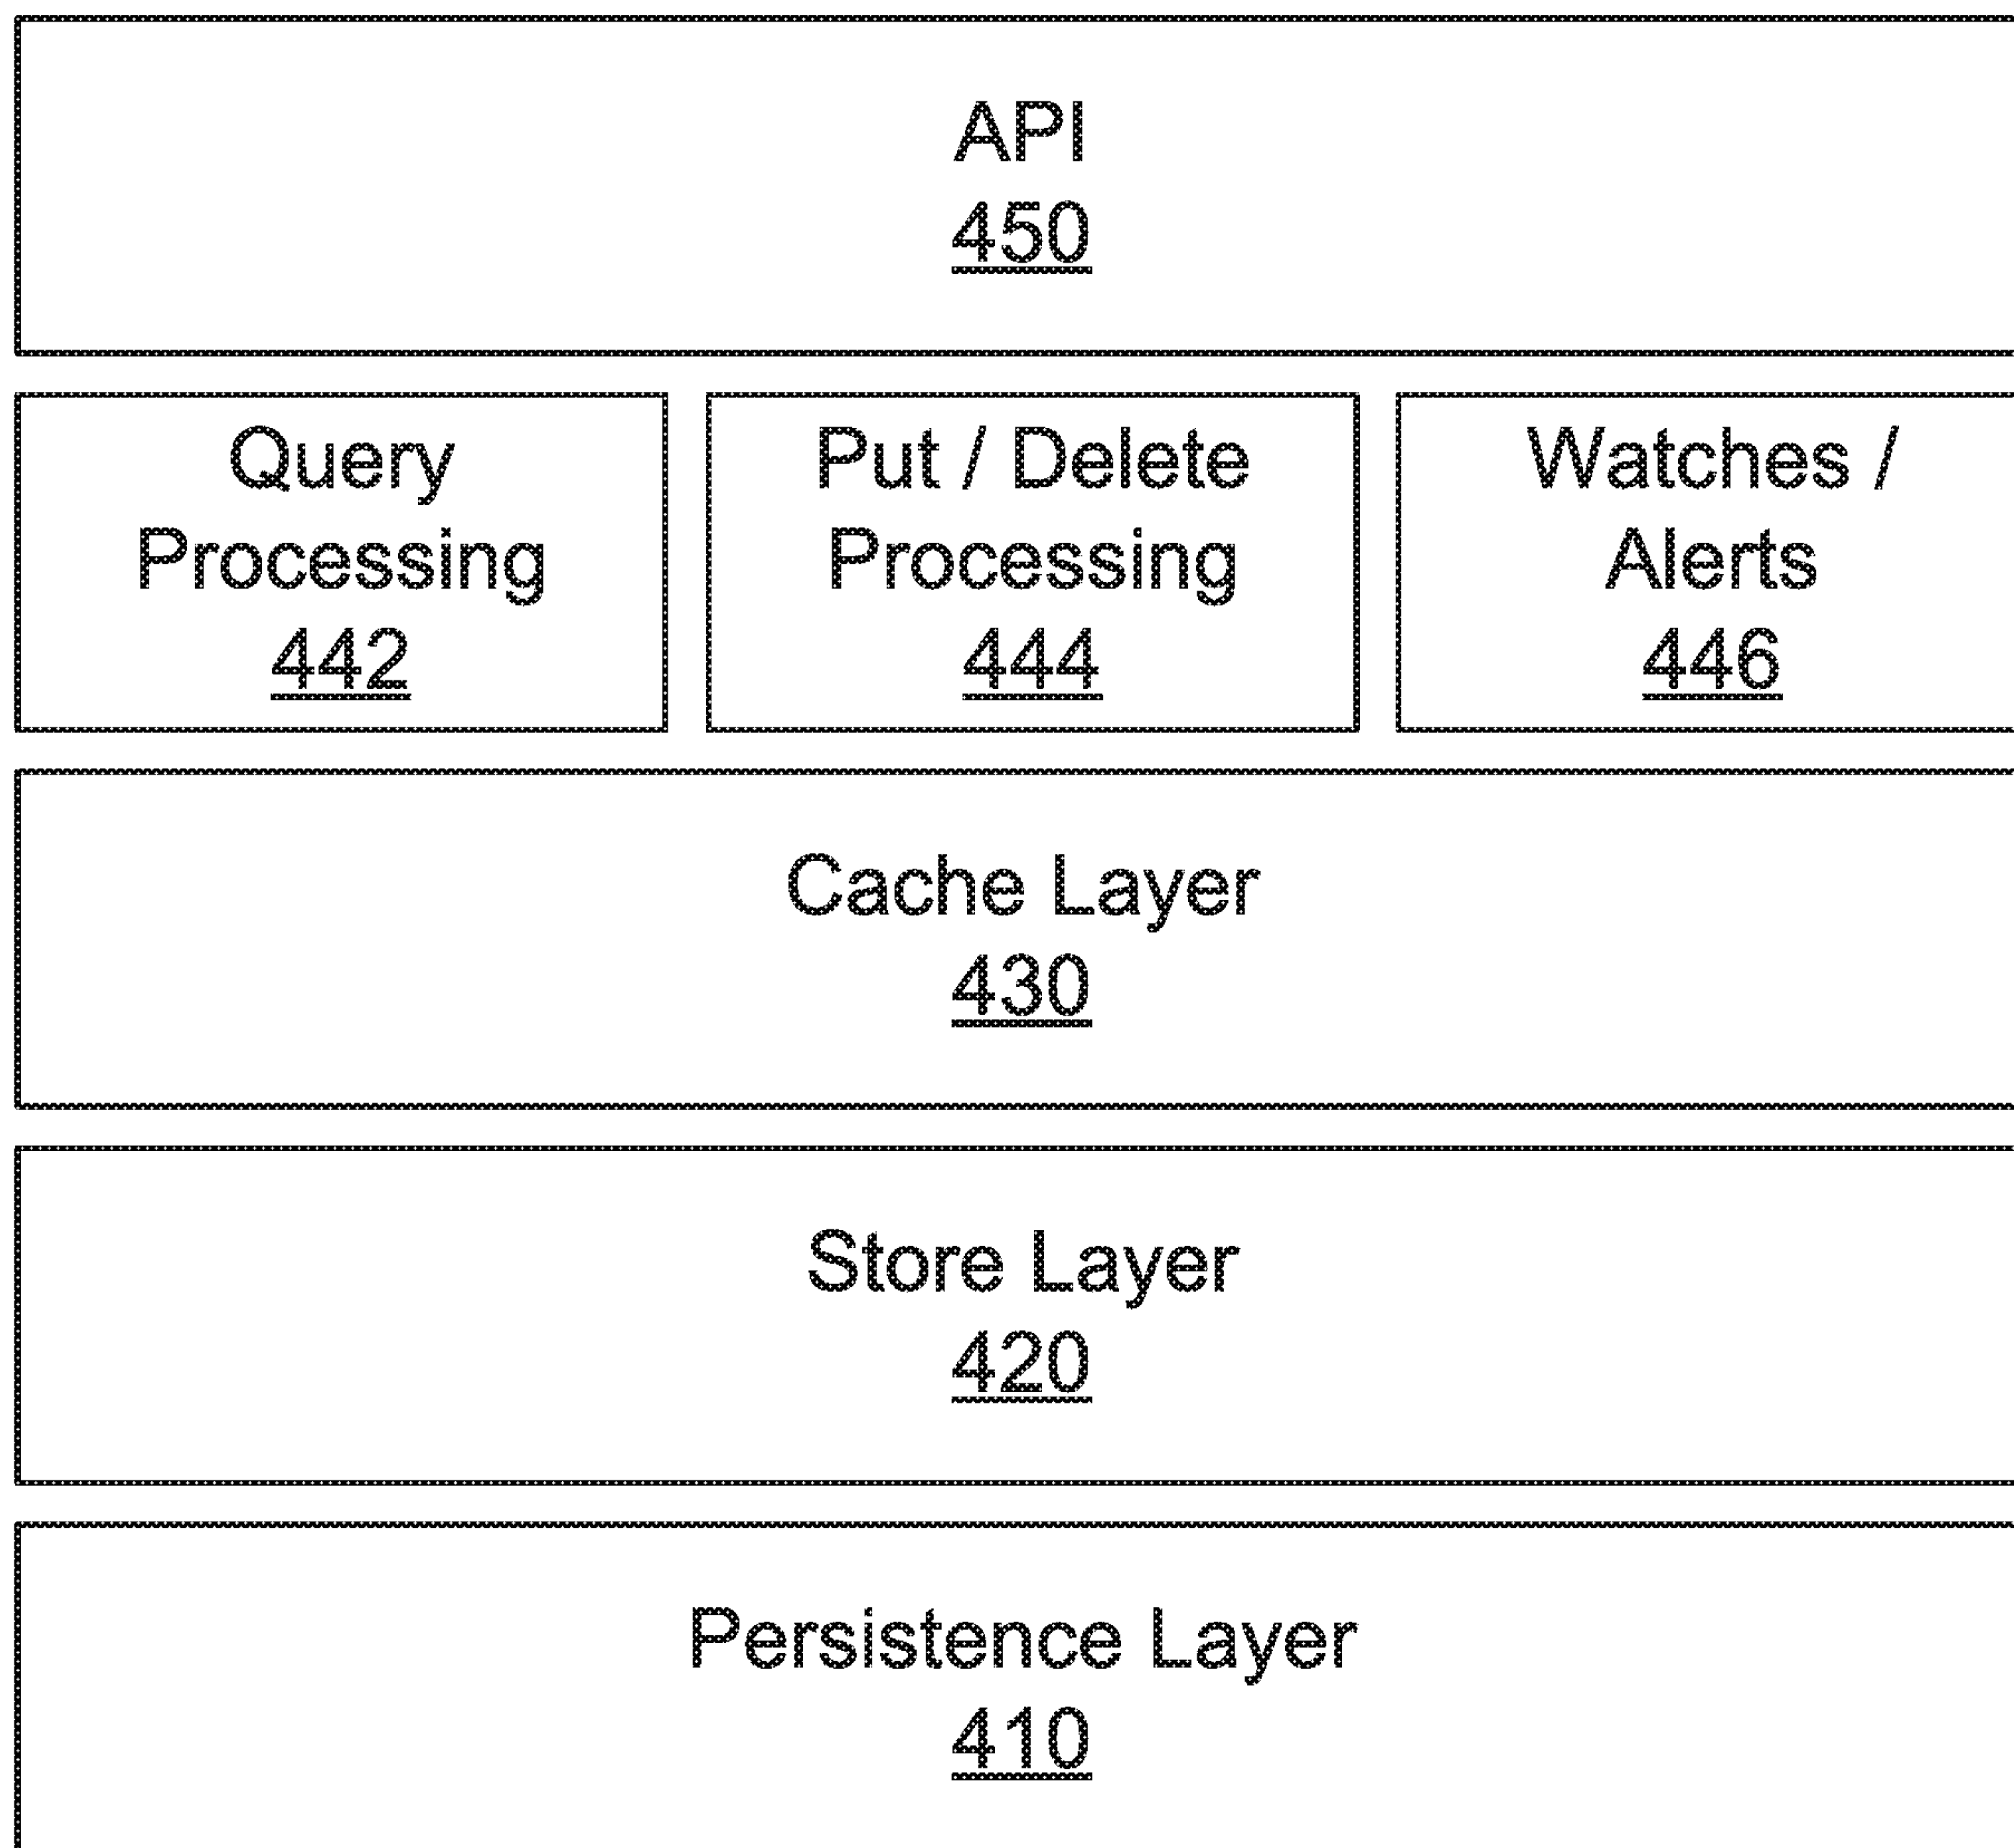 API
450
Query
Processing
442
Put / Delete
Processing
444
Watches /
Alerts
446
Cache Layer
430
Store Layer
420
Persistence Layer
410